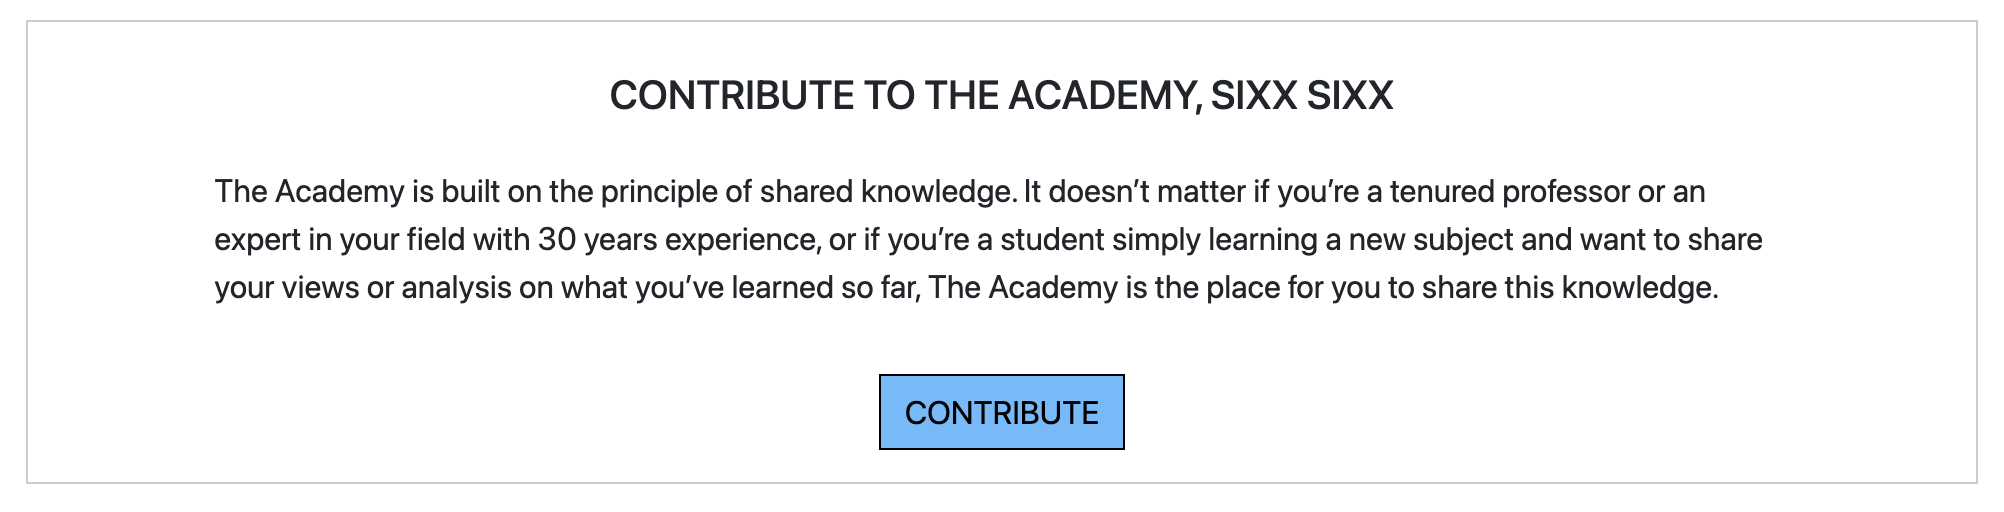 CONTRIBUTE TO THE ACADEMY, SIXX SIXX
The Academy is built on the principle of shared knowledge. It doesn’t matter if you’re a tenured professor or an
expert in your field with 30 years experience, or if you’re a student simply learning a new subject and want to share
your views or analysis on what you’ve learned so far, The Academy is the place for you to share this knowledge.
CONTRIBUTE